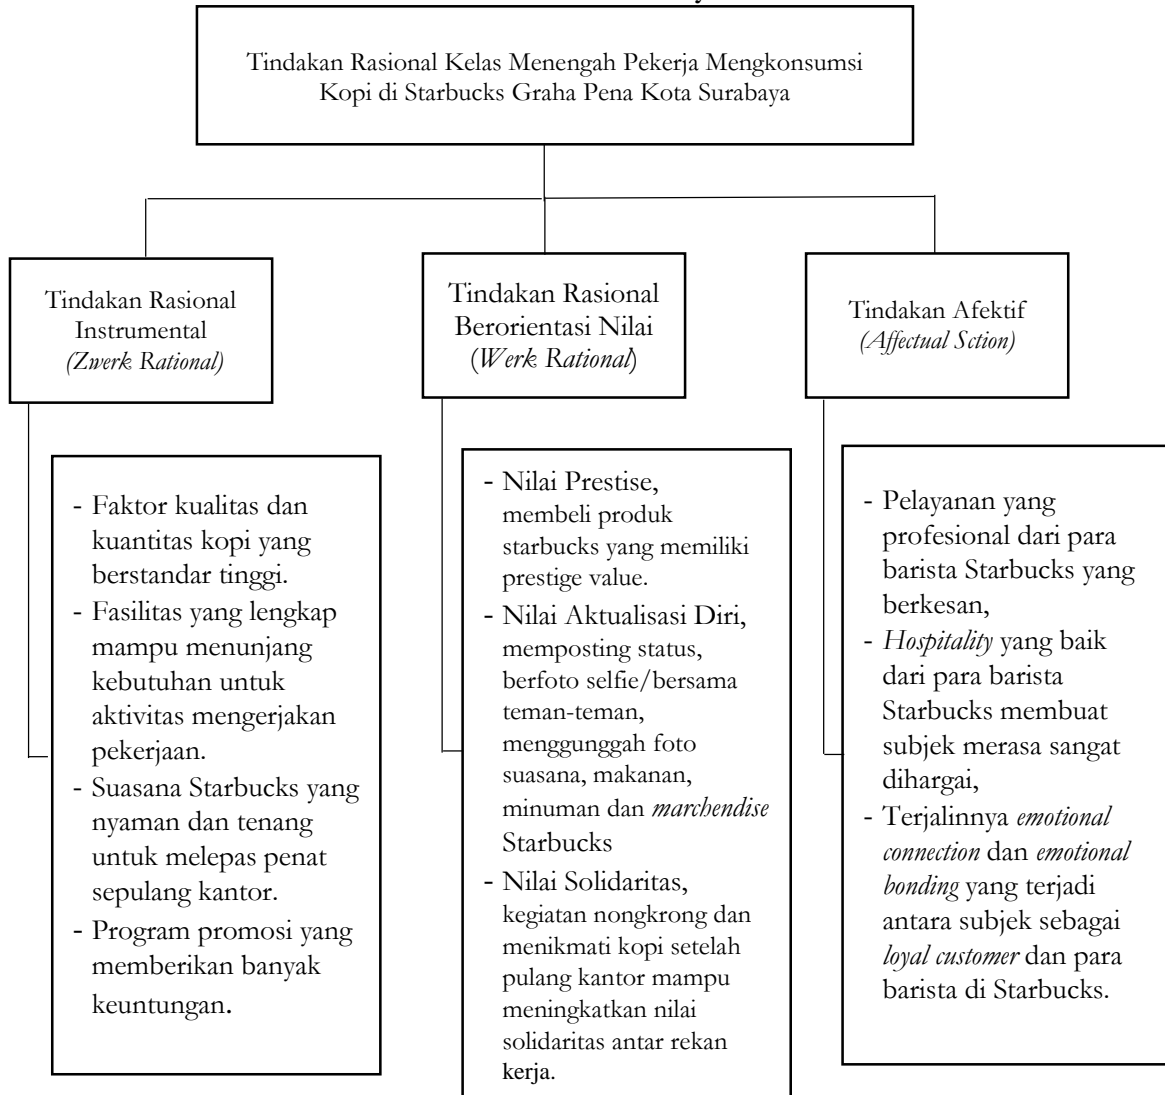 Tindakan Rasional Kelas Menengah Pekerja Mengkonsumsi
Kopi di Starbucks Graha Pena Kota Surabaya
Tindakan Rasional
Instrumental
(Zwerk Rational)
Tindakan Rasional
Berorientasi Nilai
(Werk Rational)
Tindakan Afektif
(Affectual Sction)
- Faktor kualitas dan
kuantitas kopi yang
berstandar tinggi.
- Fasilitas yang lengkap
mampu menunjang
kebutuhan untuk
aktivitas mengerjakan
pekerjaan.
- Suasana Starbucks yang
nyaman dan tenang
untuk melepas penat
sepulang kantor.
- Program promosi yang
memberikan banyak
keuntungan.
- Nilai Prestise,
membeli produk
starbucks yang memiliki
prestige value.
- Nilai Aktualisasi Diri,
memposting status,
berfoto selfie/bersama
teman-teman,
menggunggah foto
suasana, makanan,
minuman dan marchendise
Starbucks
- Nilai Solidaritas,
kegiatan nongkrong dan
menikmati kopi setelah
pulang kantor mampu
meningkatkan nilai
solidaritas antar rekan
kerja.
- Pelayanan yang
profesional dari para
barista Starbucks yang
berkesan,
- Hospitality yang baik
dari para barista
Starbucks membuat
subjek merasa sangat
dihargai,
- Terjalinnya emotional
connection dan emotional
bonding yang terjadi
antara subjek sebagai
loyal customer dan para
barista di Starbucks.